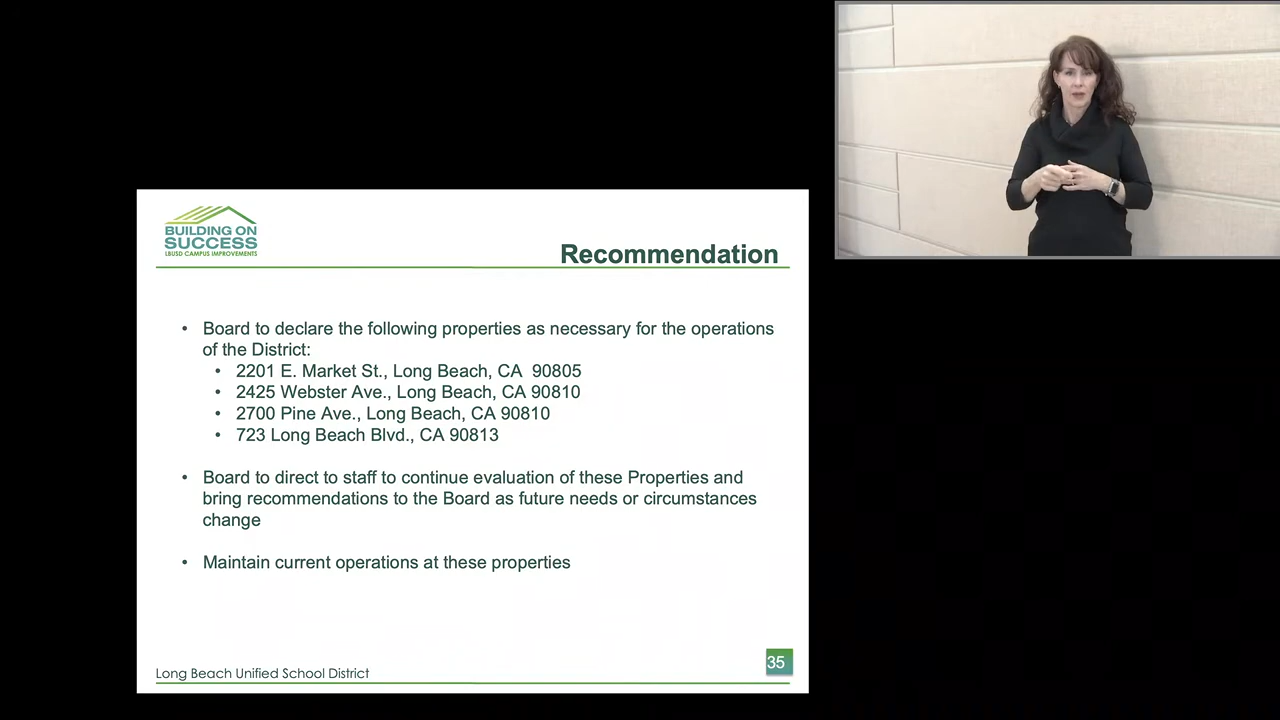 BUILDING ON
SUCCESS
LBUSD CAMPUS IMPROVEMENTS
Recommendation
• Board to declare the following properties as necessary for the operations
of the District:
• 2201 E. Market St., Long Beach, CA  90805
• 2425 Webster Ave., Long Beach, CA 90810
• 2700 Pine Ave., Long Beach, CA 90810
• 723 Long Beach Blvd., CA 90813
• Board to direct to staff to continue evaluation of these Properties and
bring recommendations to the Board as future needs or circumstances
change
• Maintain current operations at these properties
Long Beach Unified School District
35